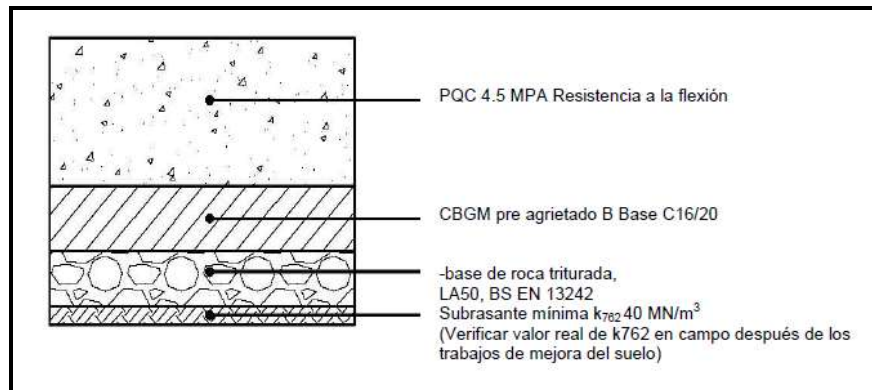 PQC 4.5 MPA Resistencia a la flexión
CBGM pre agrietado B Base C16/20
-base de roca triturada,
LA50, BS EN 13242
Subrasante mínima k762 40 MN/m³
(Verificar valor real de k762 en campo después de los
trabajos de mejora del suelo)